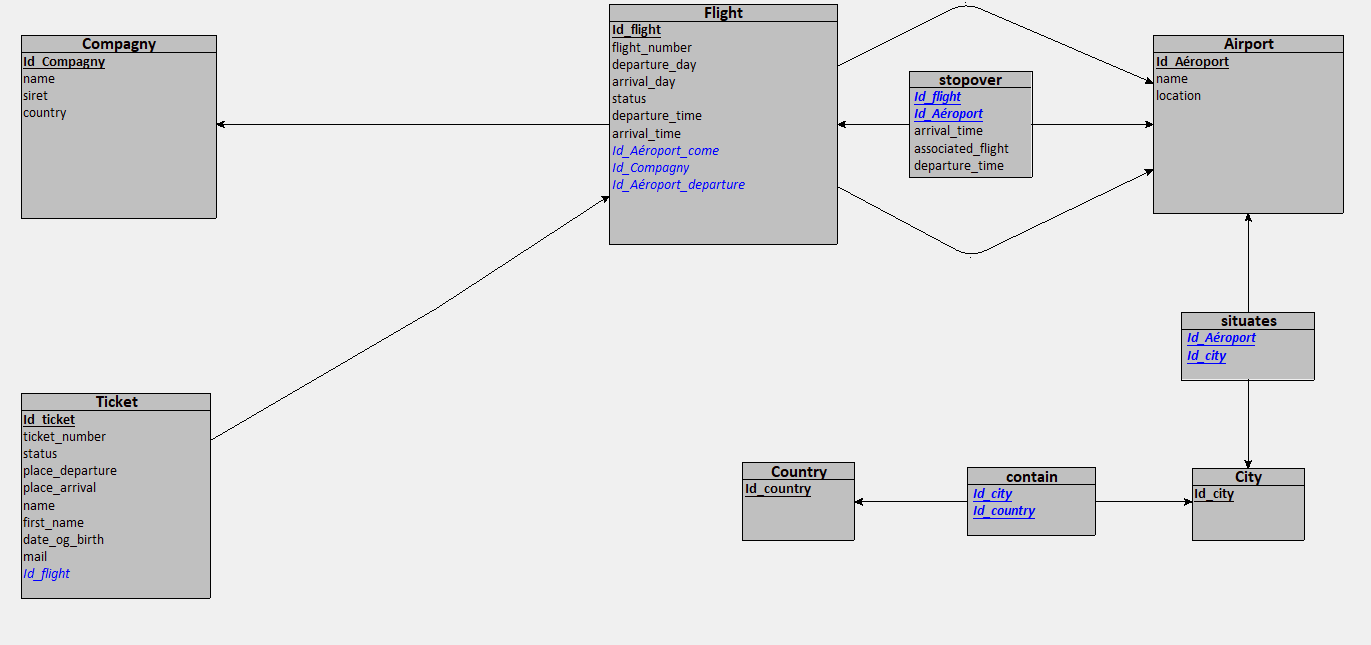 Compagny
Id_Compagny
name
siret
country
Flight
Id_flight
flight_number
departure_day
arrival_day
status
departure_time
arrival_time
Id_Aéroport_come
Id_Compagny
Id_Aéroport_departure
stopover
Id_flight
Id_Aéroport
arrival_time
associated_flight
departure_time
Airport
Id_Aéroport
name
location
situates
Id_Aéroport
Id_city
Ticket
Id_ticket
ticket_number
status
place_departure
place_arrival
name
first_name
date_og_birth
mail
Id_flight
Country
Id_country
contain
Id_city
Id_country
City
Id_city